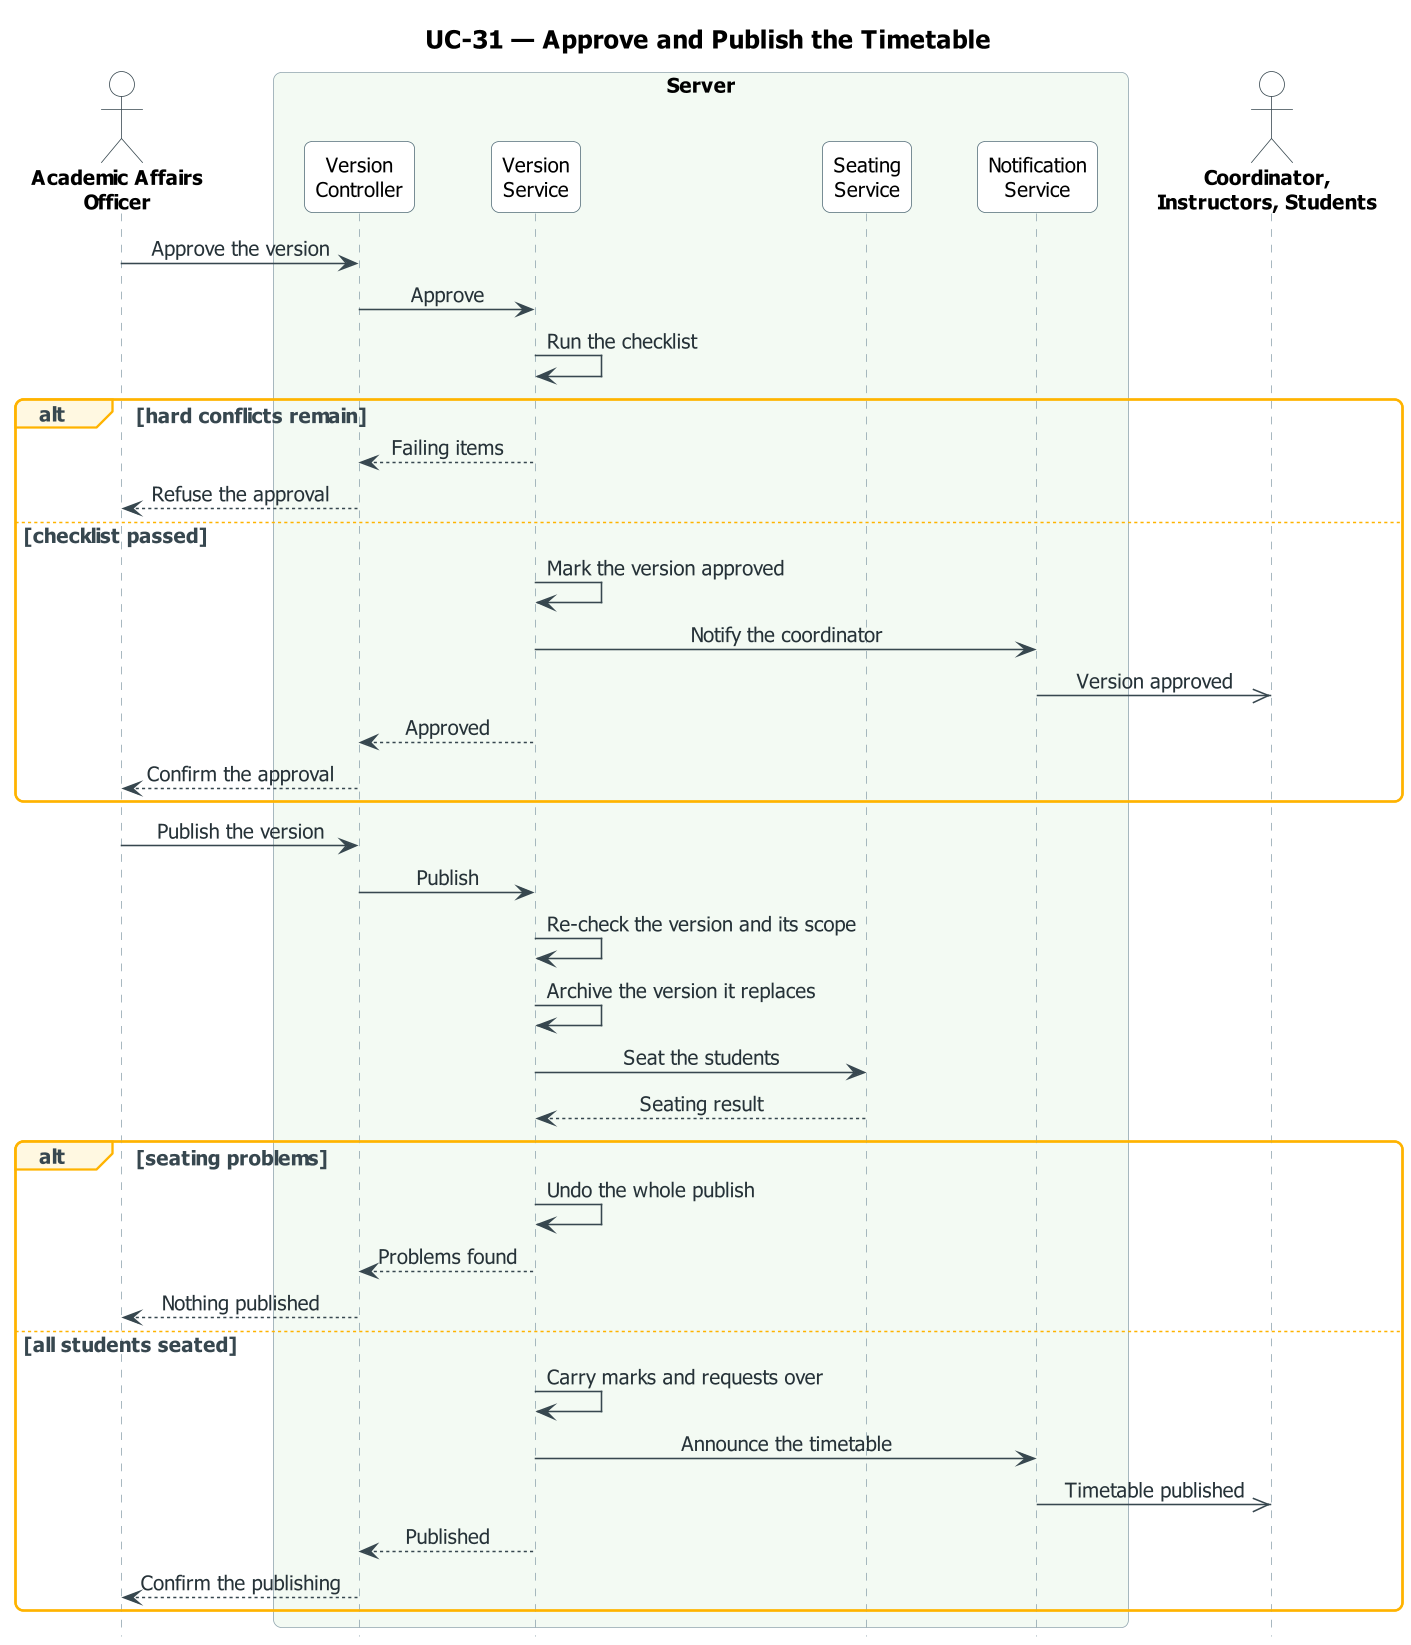 UC-31 — Approve and Publish the Timetable
Server
Academic Affairs
Officer
Version
Controller
Version
Service
Seating
Service
Notification
Service
Coordinator,
Instructors, Students
Approve the version
Approve
Run the checklist
alt
[hard conflicts remain]
Failing items
Refuse the approval
[checklist passed]
Mark the version approved
Notify the coordinator
Version approved
Approved
Confirm the approval
Publish the version
Publish
Re-check the version and its scope
Archive the version it replaces
Seat the students
Seating result
alt
[seating problems]
Undo the whole publish
Problems found
Nothing published
[all students seated]
Carry marks and requests over
Announce the timetable
Timetable published
Published
Confirm the publishing